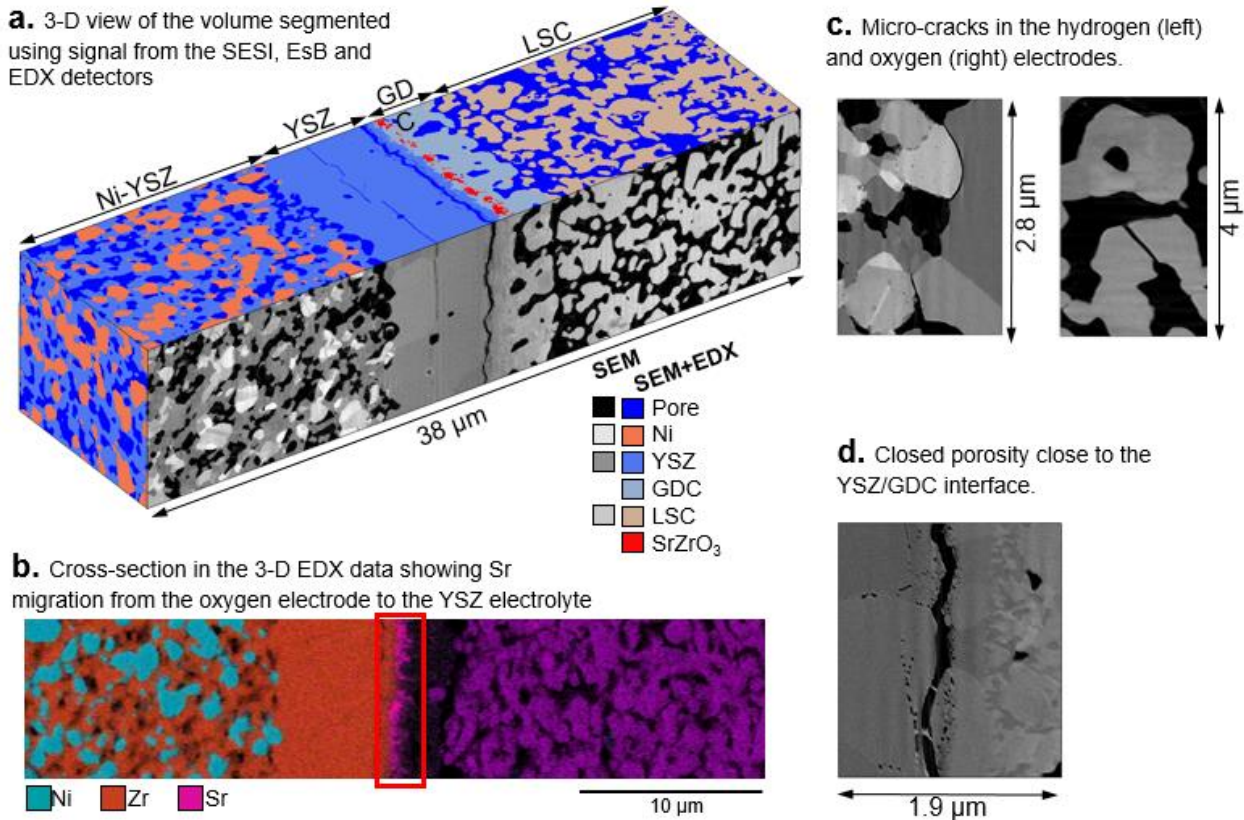 a. 3-D view of the volume segmented
using signal from the SESI, EsB and
EDX detectors
Ni-YSZ
YSZ
GD
C
LSC
38 µm
SEM
SEM+EDX
Pore
Ni
YSZ
GDC
LSC
SrZrO₃
b. Cross-section in the 3-D EDX data showing Sr
migration from the oxygen electrode to the YSZ electrolyte
Ni Zr Sr
10 µm
c. Micro-cracks in the hydrogen (left)
and oxygen (right) electrodes.
2.8 µm
4 µm
d. Closed porosity close to the
YSZ/GDC interface.
1.9 µm